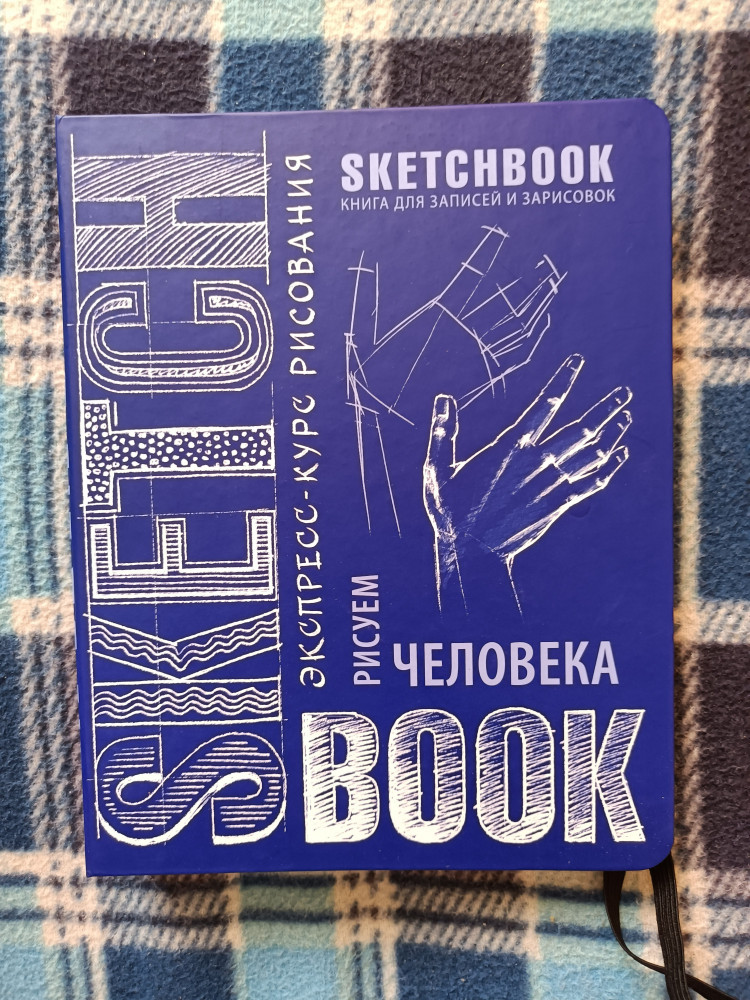 SKETCHBOOK
КНИГА ДЛЯ ЗАПИСЕЙ И ЗАРИСОВОК
SKETCH
ЭКСПРЕСС-КУРС РИСОВАНИЯ
РИСУЕМ
ЧЕЛОВЕКА
BOOK